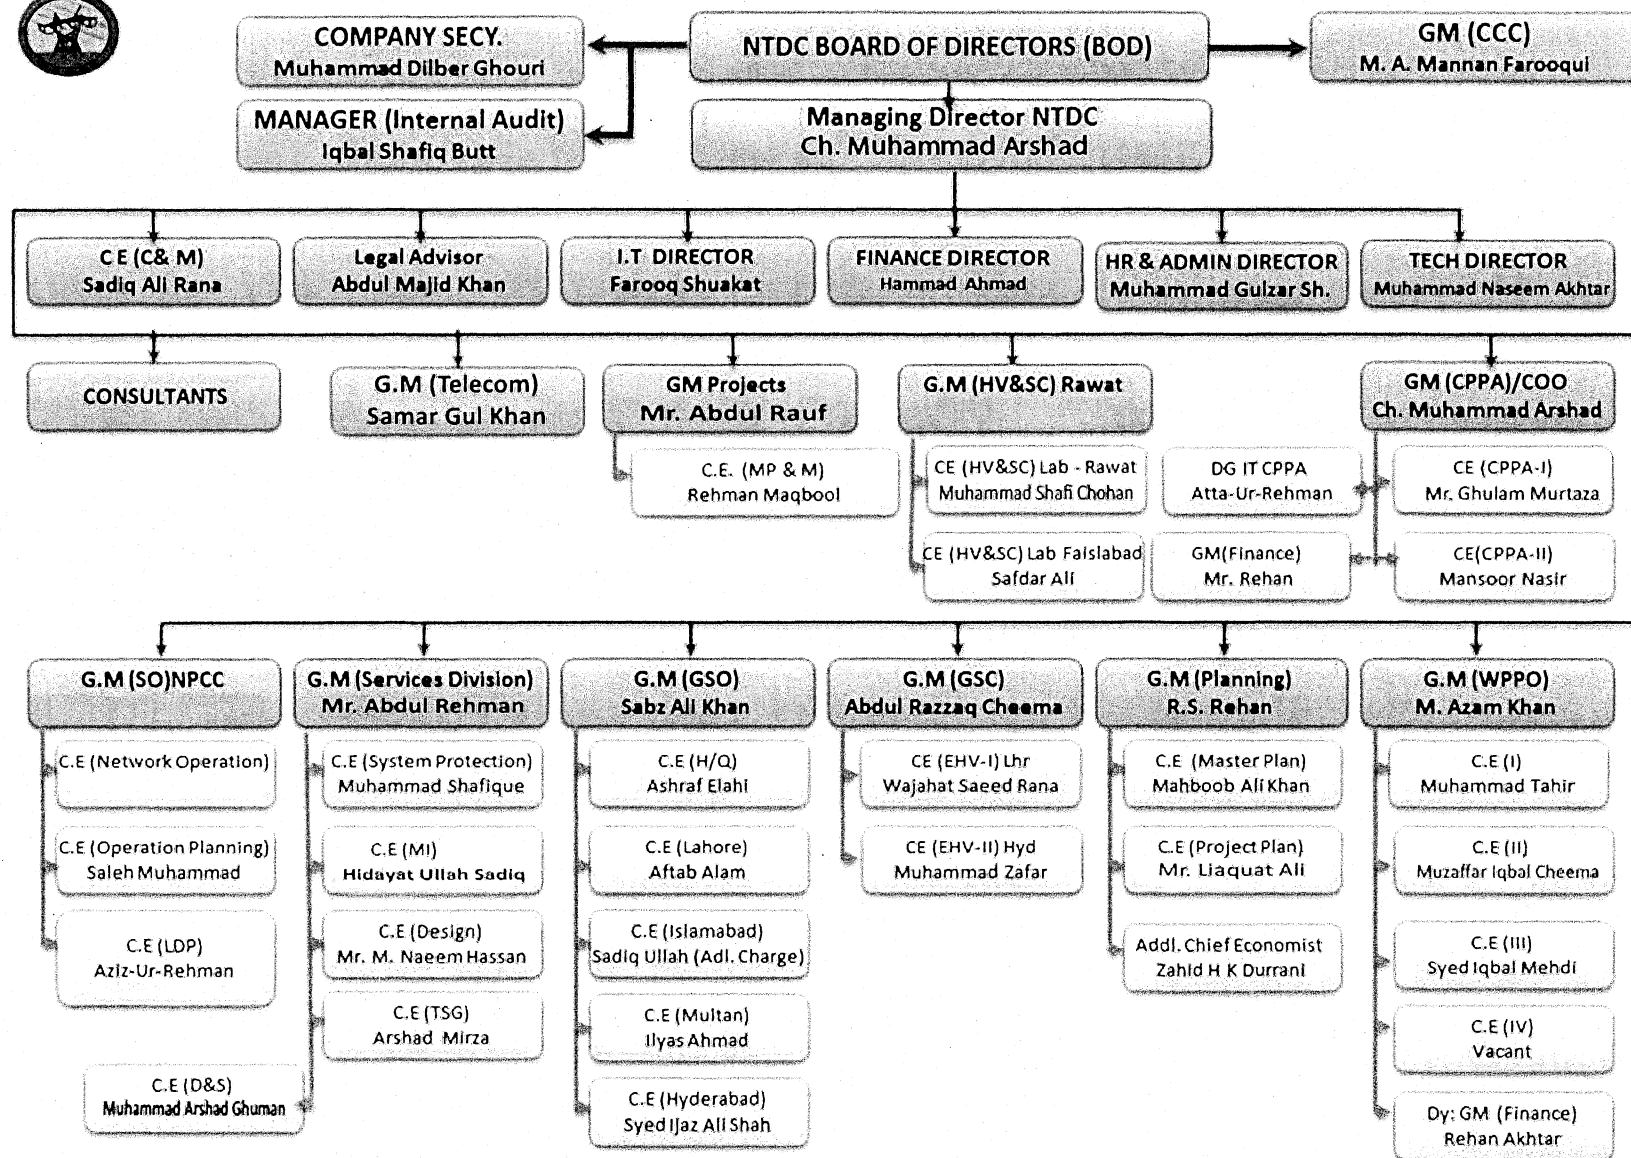 COMPANY SECY.
Muhammad Dilber Ghouri
NTDC BOARD OF DIRECTORS (BOD)
GM (CCC)
M. A. Mannan Farooqui
MANAGER (Internal Audit)
Iqbal Shafiq Butt
Managing Director NTDC
Ch. Muhammad Arshad
C E (C& M)
Sadiq Ali Rana
Legal Advisor
Abdul Majid Khan
I.T DIRECTOR
Farooq Shuakat
FINANCE DIRECTOR
Hammad Ahmad
HR & ADMIN DIRECTOR
Muhammad Gulzar Sh.
TECH DIRECTOR
Muhammad Naseem Akhtar
CONSULTANTS
G.M (Telecom)
Samar Gul Khan
GM Projects
Mr. Abdul Rauf
G.M (HV&SC) Rawat
GM (CPPA)/COO
Ch. Muhammad Arshad
C.E. (MP & M)
Rehman Maqbool
CE (HV&SC) Lab - Rawat
Muhammad Shafi Chohan
DG IT CPPA
Atta-Ur-Rehman
CE (CPPA-I)
Mr. Ghulam Murtaza
CE (HV&SC) Lab Faislabad
Safdar Ali
GM(Finance)
Mr. Rehan
CE(CPPA-II)
Mansoor Nasir
G.M (SO)NPCC
G.M (Services Division)
Mr. Abdul Rehman
G.M (GSO)
Sabz Ali Khan
G.M (GSC)
Abdul Razzaq Cheema
G.M (Planning)
R.S. Rehan
G.M (WPPO)
M. Azam Khan
C.E (Network Operation)
C.E (System Protection)
Muhammad Shafique
C.E (H/Q)
Ashraf Elahi
CE (EHV-I) Lhr
Wajahat Saeed Rana
C.E (Master Plan)
Mahboob Ali Khan
C.E (I)
Muhammad Tahir
C.E (Operation Planning)
Saleh Muhammad
C.E (MI)
Hidayat Ullah Sadiq
C.E (Lahore)
Aftab Alam
CE (EHV-II) Hyd
Muhammad Zafar
C.E (Project Plan)
Mr. Liaquat Ali
C.E (II)
Muzaffar Iqbal Cheema
C.E (LDP)
Aziz-Ur-Rehman
C.E (Design)
Mr. M. Naeem Hassan
C.E (Islamabad)
Sadiq Ullah (Adl. Charge)
Addl. Chief Economist
Zahid H K Durrani
C.E (III)
Syed Iqbal Mehdi
C.E (TSG)
Arshad Mirza
C.E (Multan)
Ilyas Ahmad
C.E (IV)
Vacant
C.E (D&S)
Muhammad Arshad Ghuman
C.E (Hyderabad)
Syed Ijaz Ali Shah
Dy: GM (Finance)
Rehan Akhtar